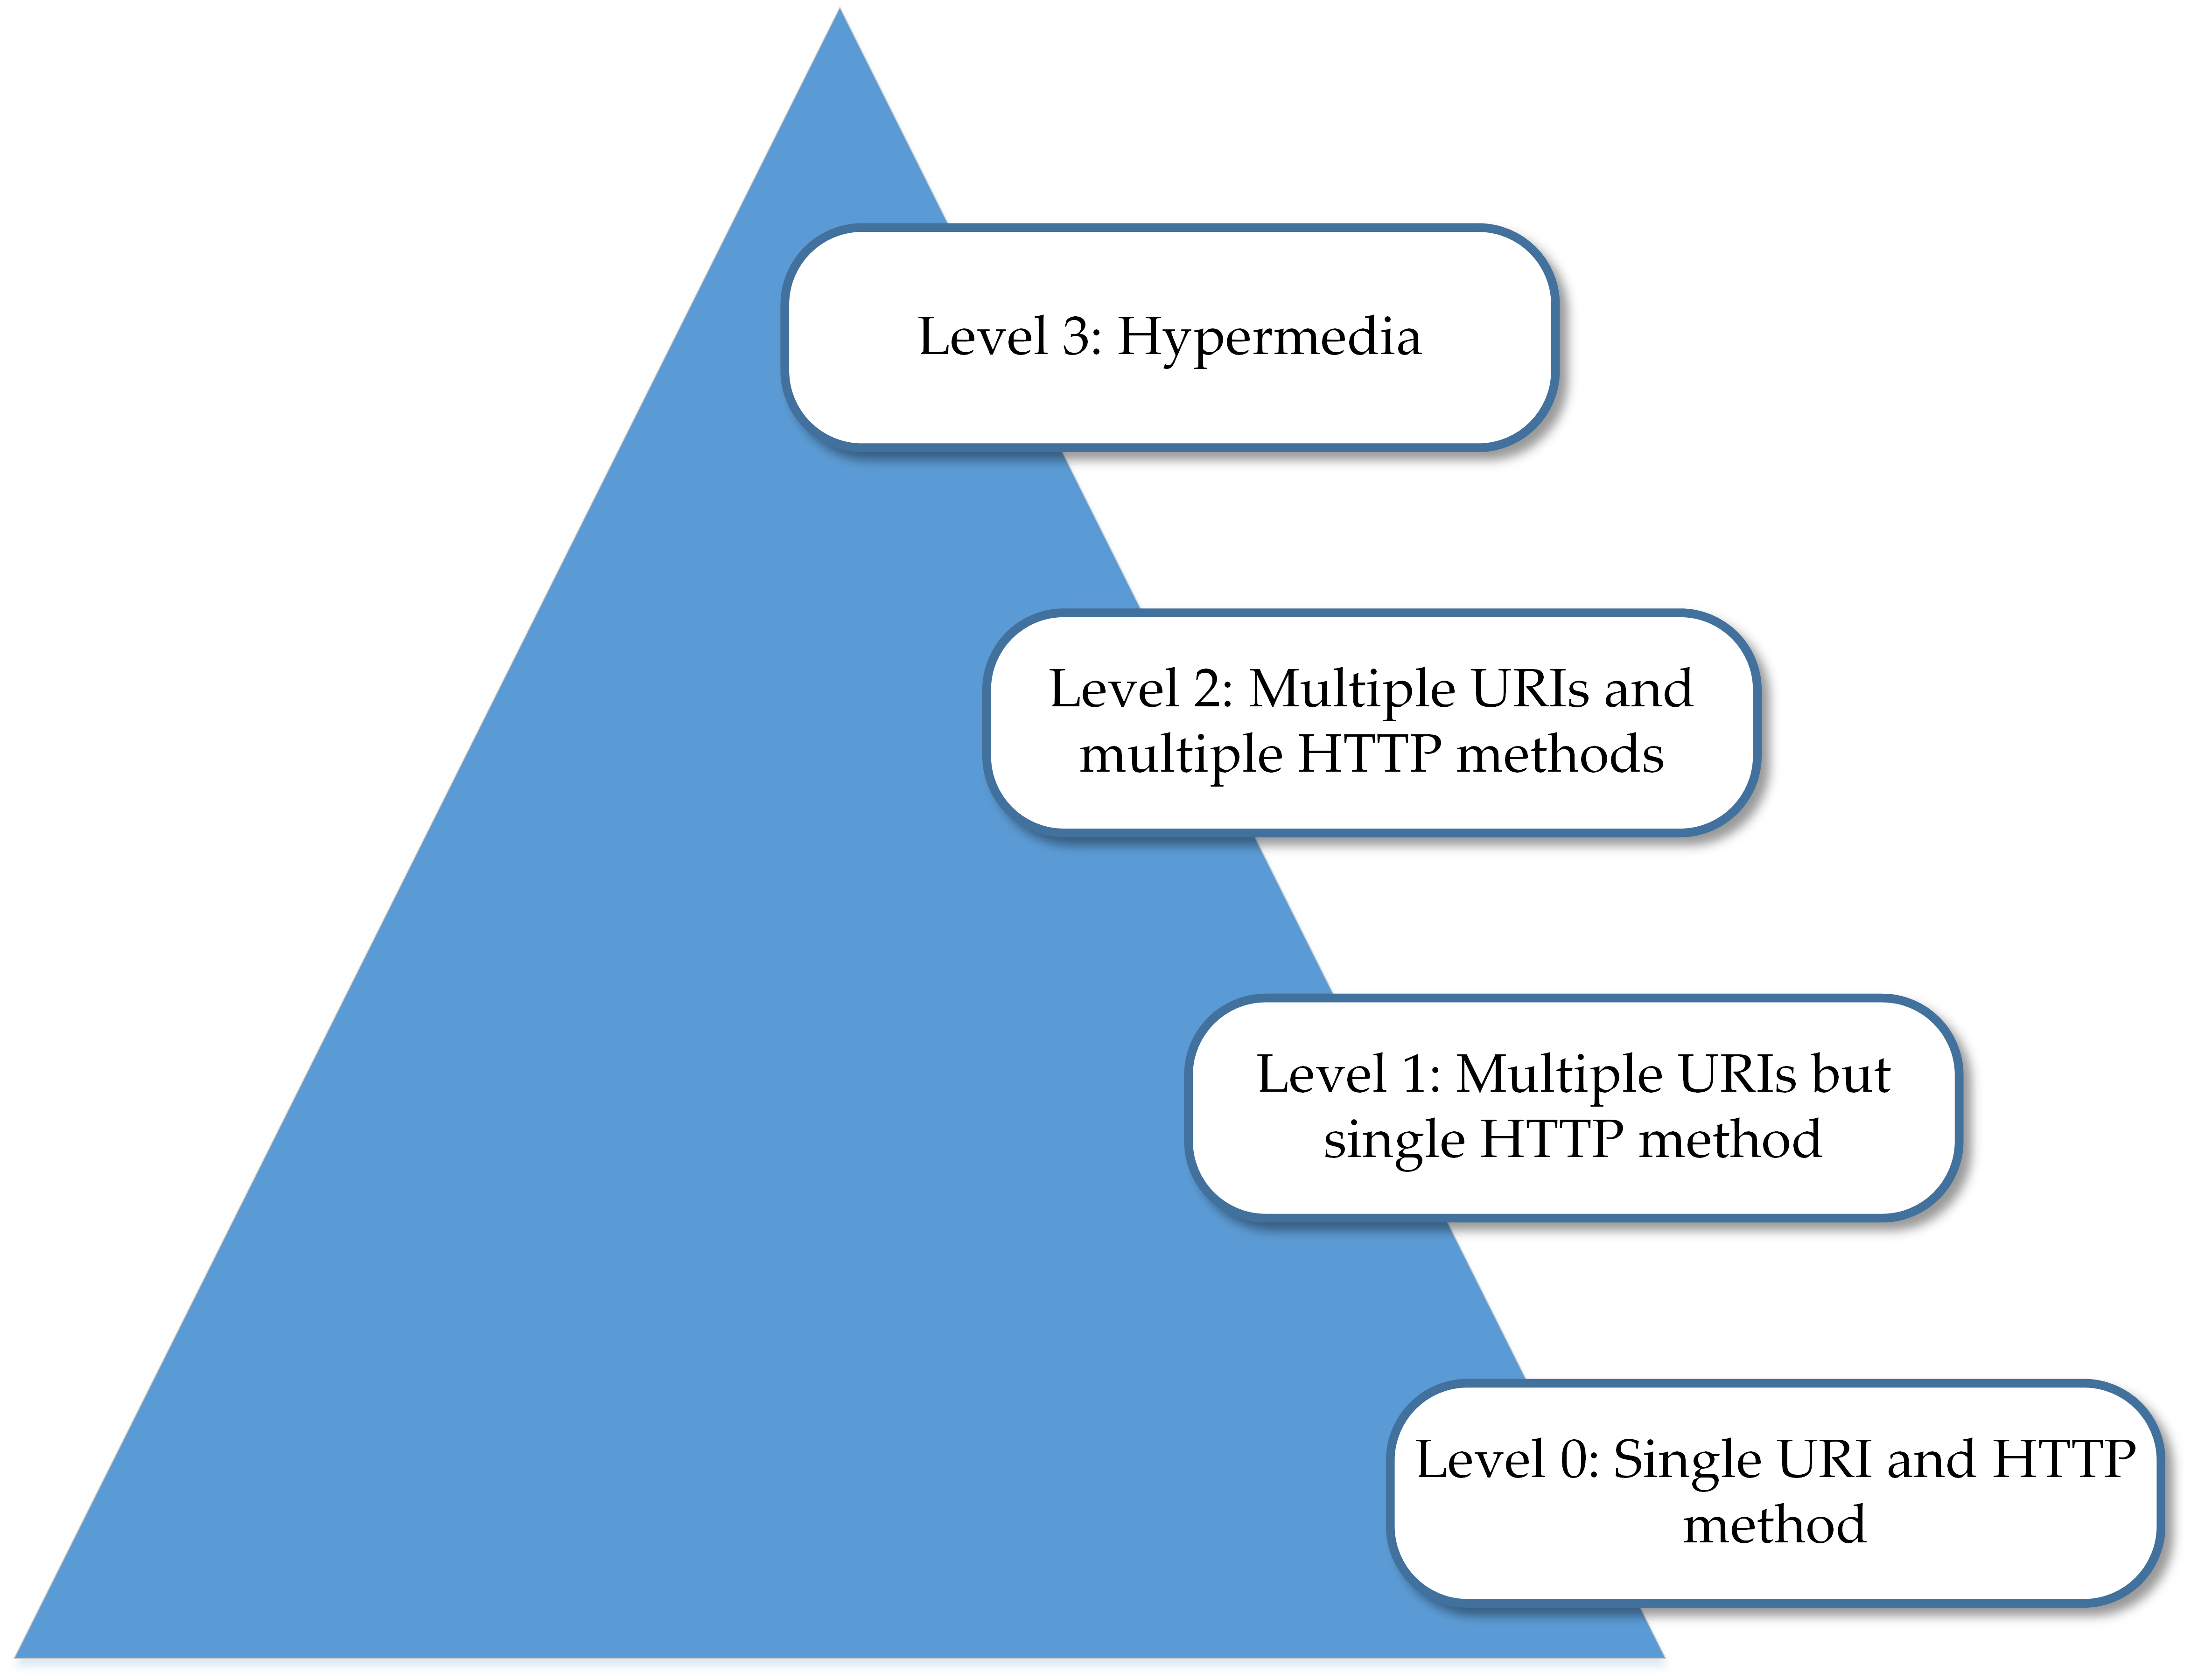 Level 3: Hypermedia
Level 2: Multiple URIs and
multiple HTTP methods
Level 1: Multiple URIs but
single HTTP method
Level 0: Single URI and HTTP
method